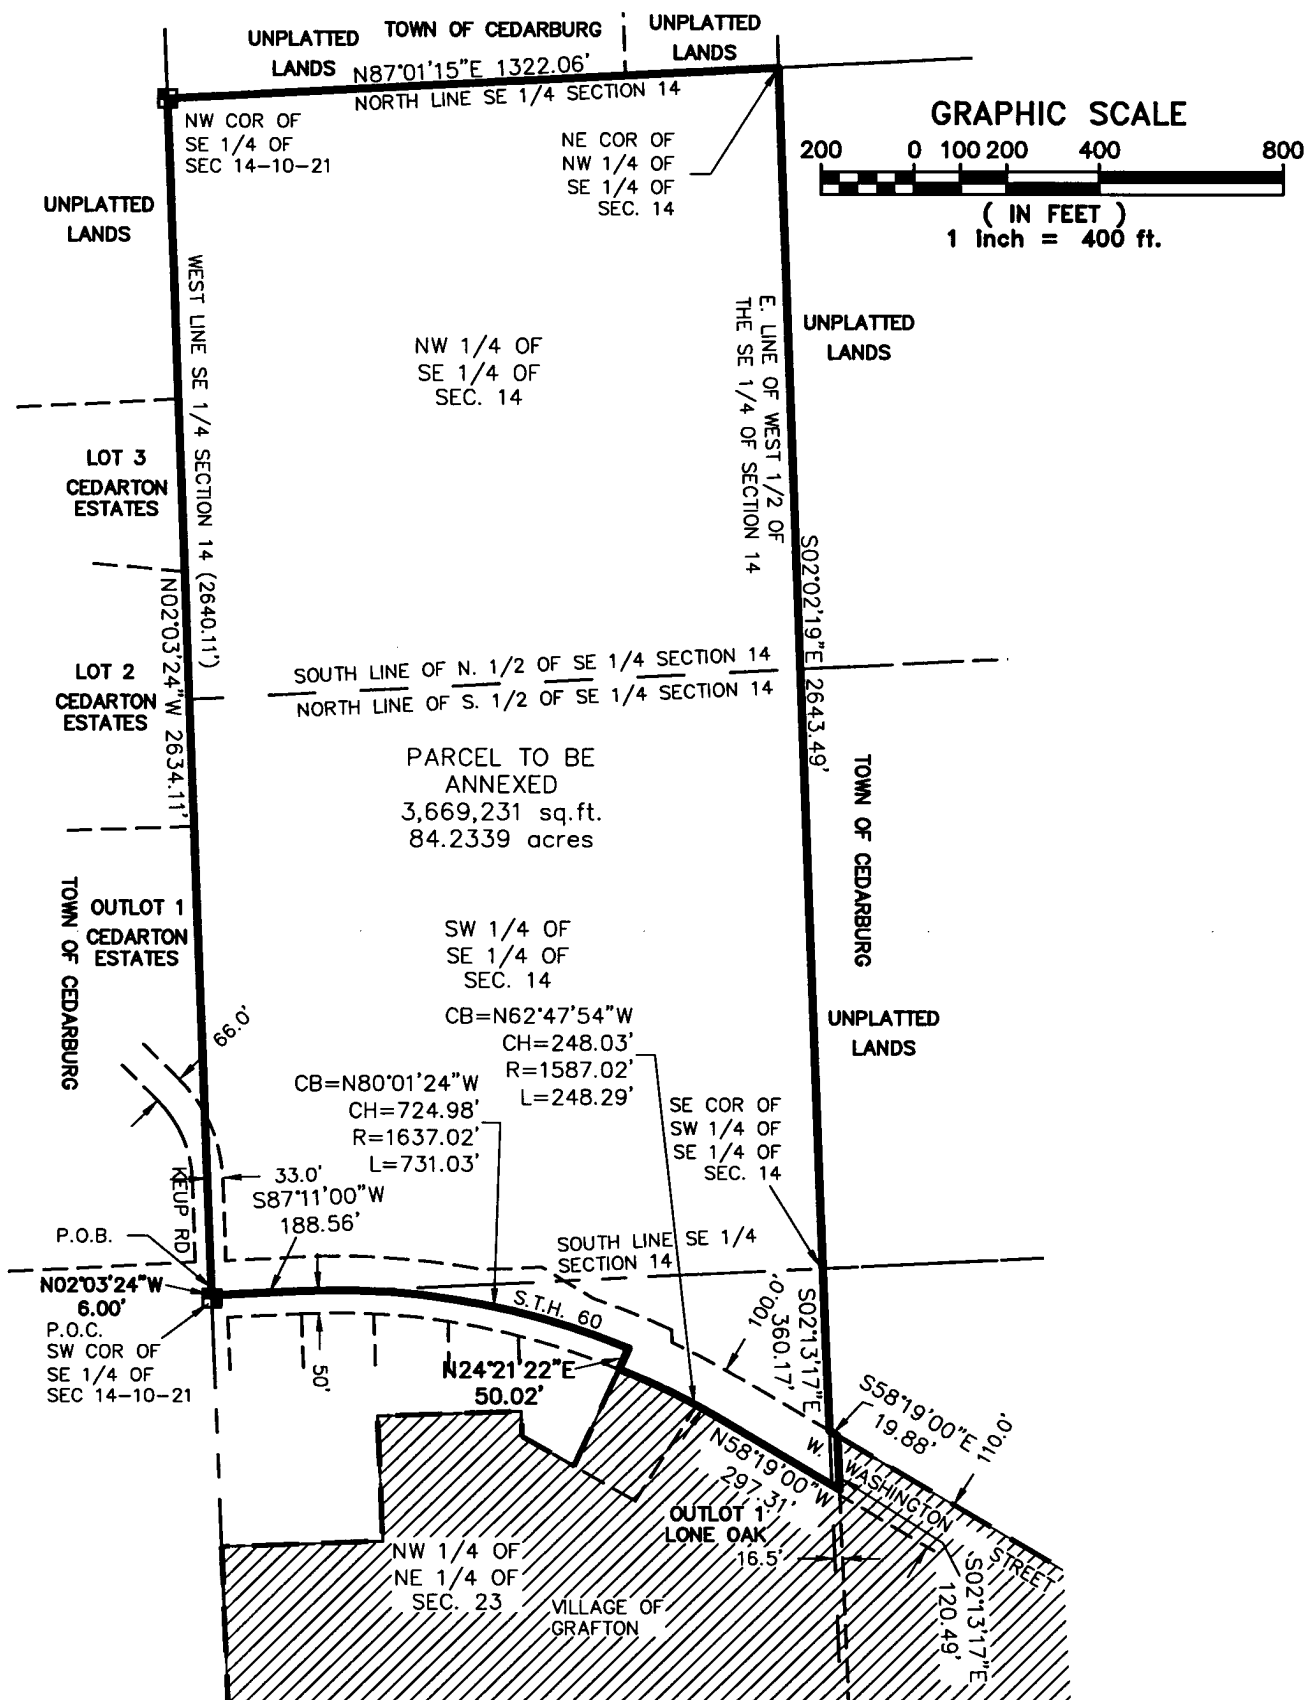 UNPLATTED
LANDS
TOWN OF CEDARBURG
UNPLATTED
LANDS
N87°01'15"E 1322.06'
NORTH LINE SE 1/4 SECTION 14
NW COR OF
SE 1/4 OF
SEC 14-10-21
NE COR OF
NW 1/4 OF
SE 1/4 OF
SEC. 14
GRAPHIC SCALE
200 0 100 200 400 800
( IN FEET )
1 inch = 400 ft.
UNPLATTED
LANDS
WEST LINE SE 1/4 SECTION 14 (2640.11')
NW 1/4 OF
SE 1/4 OF
SEC. 14
E. LINE OF WEST 1/2 OF
THE SE 1/4 OF SECTION 14
UNPLATTED
LANDS
LOT 3
CEDARTON
ESTATES
N02°03'24"W 2634.11'
S02°02'19"E 2643.49'
LOT 2
CEDARTON
ESTATES
SOUTH LINE OF N. 1/2 OF SE 1/4 SECTION 14
NORTH LINE OF S. 1/2 OF SE 1/4 SECTION 14
PARCEL TO BE
ANNEXED
3,669,231 sq.ft.
84.2339 acres
TOWN OF CEDARBURG
TOWN OF CEDARBURG
OUTLOT 1
CEDARTON
ESTATES
SW 1/4 OF
SE 1/4 OF
SEC. 14
66.0'
CB=N62°47'54"W
CH=248.03'
R=1587.02'
L=248.29'
UNPLATTED
LANDS
CB=N80°01'24"W
CH=724.98'
R=1637.02'
L=731.03'
SE COR OF
SW 1/4 OF
SE 1/4 OF
SEC. 14
KEUP RD
33.0'
S87°11'00"W
188.56'
P.O.B.
SOUTH LINE SE 1/4
SECTION 14
N02°03'24"W
6.00'
P.O.C.
SW COR OF
SE 1/4 OF
SEC 14-10-21
S.T.H. 60
50'
100.0'
S02°13'17"E
360.17'
N24°21'22"E
50.02'
S58°19'00"E
19.88'
110.0'
N58°19'00"W
297.31'
W. WASHINGTON STREET
OUTLOT 1
LONE OAK
16.5'
S02°13'17"E
120.49'
NW 1/4 OF
NE 1/4 OF
SEC. 23
VILLAGE OF
GRAFTON